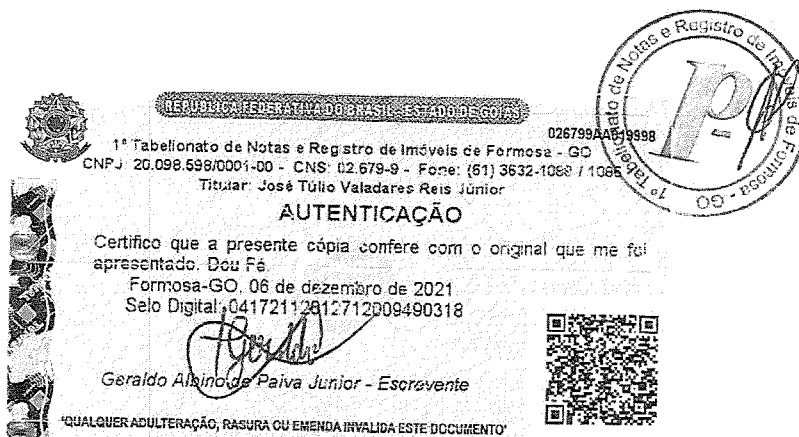 REPÚBLICA FEDERATIVA DO BRASIL - ESTADO DE GOIÁS
026799AA019998
1º Tabelionato de Notas e Registro de Imóveis de Formosa - GO
CNPJ: 20.098.598/0001-00 - CNS: 02.679-9 - Fone: (61) 3632-1088 / 1086
Titular: José Túlio Valadares Reis Júnior
AUTENTICAÇÃO
Certifico que a presente cópia confere com o original que me foi
apresentado. Dou Fé.
Formosa-GO, 06 de dezembro de 2021
Selo Digital: 04172112812712009490318
Geraldo Albino de Paiva Junior - Escrevente
"QUALQUER ADULTERAÇÃO, RASURA OU EMENDA INVALIDA ESTE DOCUMENTO"
1º Tabelionato de Notas e Registro de Imóveis de Formosa - GO